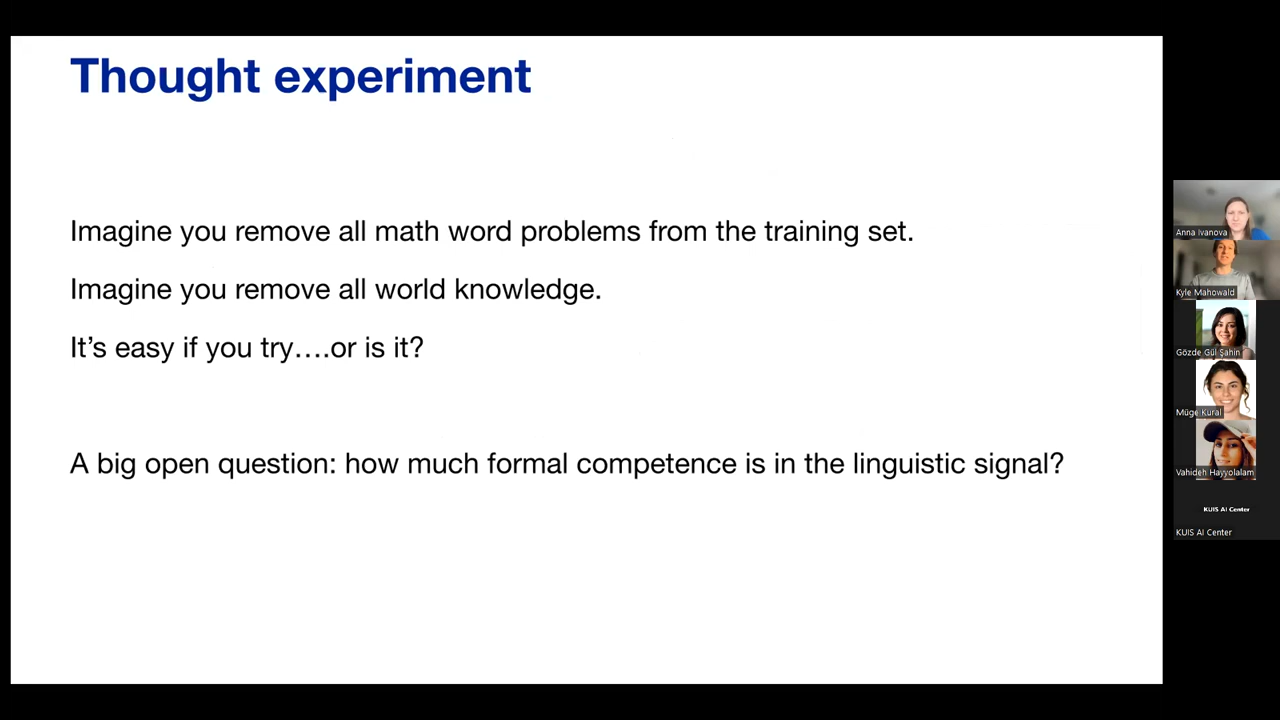 Thought experiment
Imagine you remove all math word problems from the training set.
Imagine you remove all world knowledge.
It's easy if you try….or is it?
A big open question: how much formal competence is in the linguistic signal?
Anna Ivanova
Kyle Mahowald
Gözde Gül Şahin
Müge Kural
Vahideh Hayyolalam
KUIS AI Center
KUIS AI Center